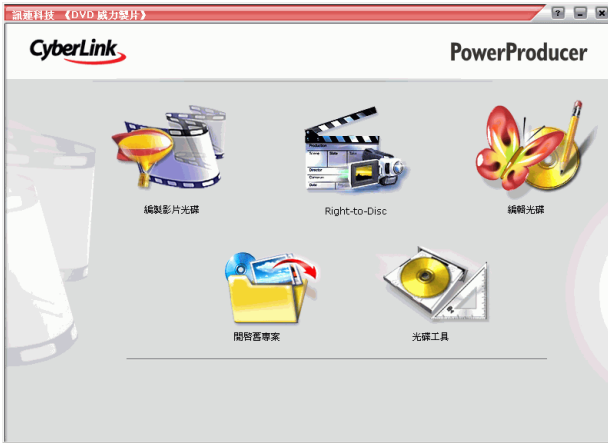 訊連科技 《DVD 威力製片》
CyberLink
PowerProducer
編製影片光碟
Right-to-Disc
編輯光碟
開啓舊專案
光碟工具